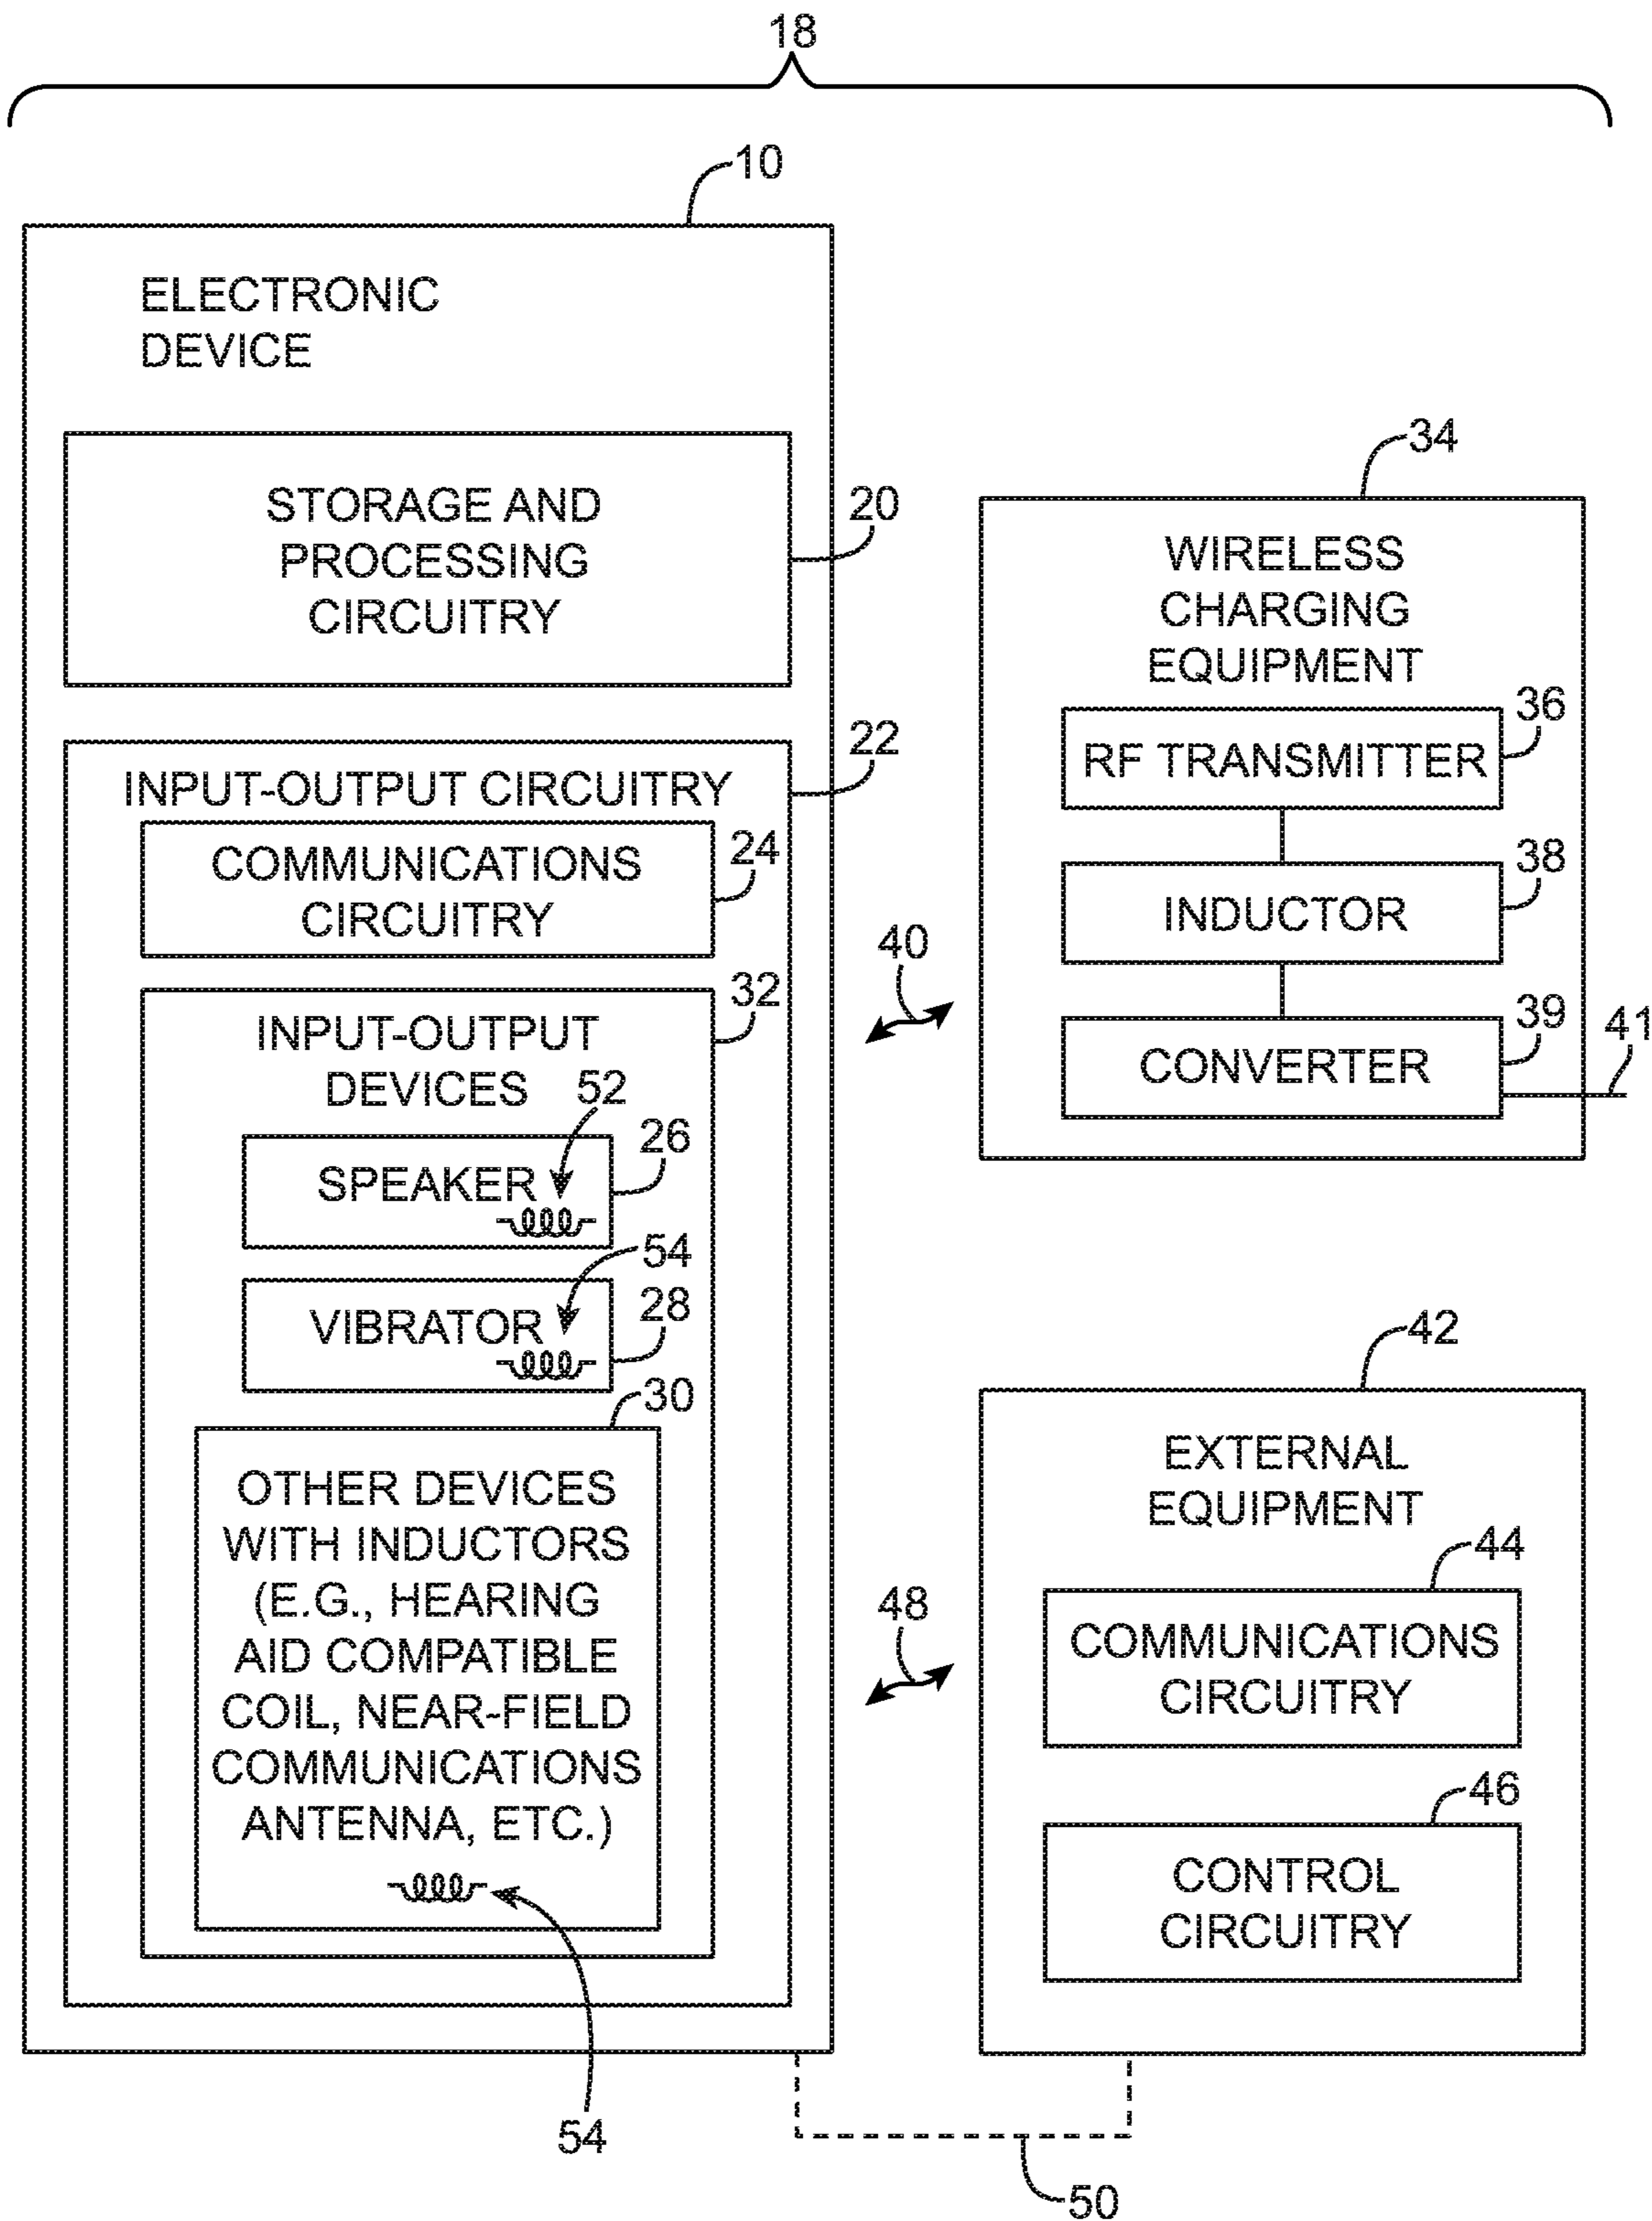 18
10
ELECTRONIC
DEVICE
STORAGE AND
PROCESSING
CIRCUITRY
20
INPUT-OUTPUT CIRCUITRY
22
COMMUNICATIONS
CIRCUITRY
24
INPUT-OUTPUT
DEVICES
32
52
SPEAKER
26
54
VIBRATOR
28
30
OTHER DEVICES
WITH INDUCTORS
(E.G., HEARING
AID COMPATIBLE
COIL, NEAR-FIELD
COMMUNICATIONS
ANTENNA, ETC.)
54
40
48
34
WIRELESS
CHARGING
EQUIPMENT
36
RF TRANSMITTER
38
INDUCTOR
39
CONVERTER
41
42
EXTERNAL
EQUIPMENT
44
COMMUNICATIONS
CIRCUITRY
46
CONTROL
CIRCUITRY
50